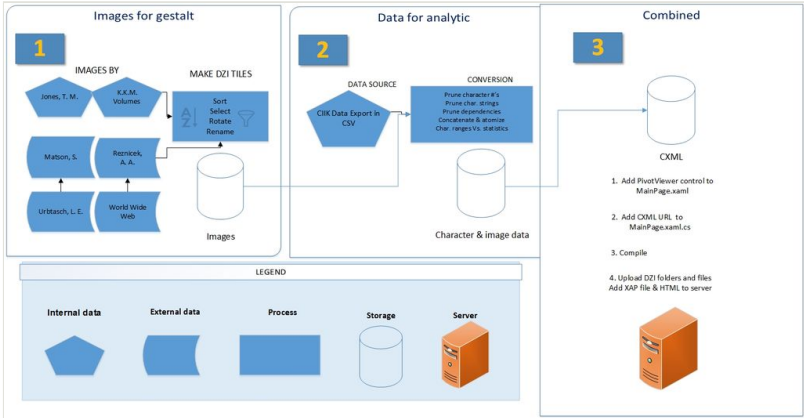 Images for gestalt
1
IMAGES BY
MAKE DZI TILES
Jones, T. M.
K.K.M.
Volumes
Sort
Select
Rotate
Rename
A
Z
Matson, S.
Reznicek,
A. A.
Urbtasch, L. E.
World Wide
Web
Images
Data for analytic
2
DATA SOURCE
CONVERSION
CIIK Data Export in
CSV
Prune character #'s
Prune char. strings
Prune dependencies
Concatenate & atomize
Char. ranges Vs. statistics
Character & image data
Combined
3
CXML
1. Add PivotViewer control to
MainPage.xaml
2. Add CXML URL to
MainPage.xaml.cs
3. Compile
4. Upload DZI folders and files
Add XAP file & HTML to server
LEGEND
Internal data
External data
Process
Storage
Server